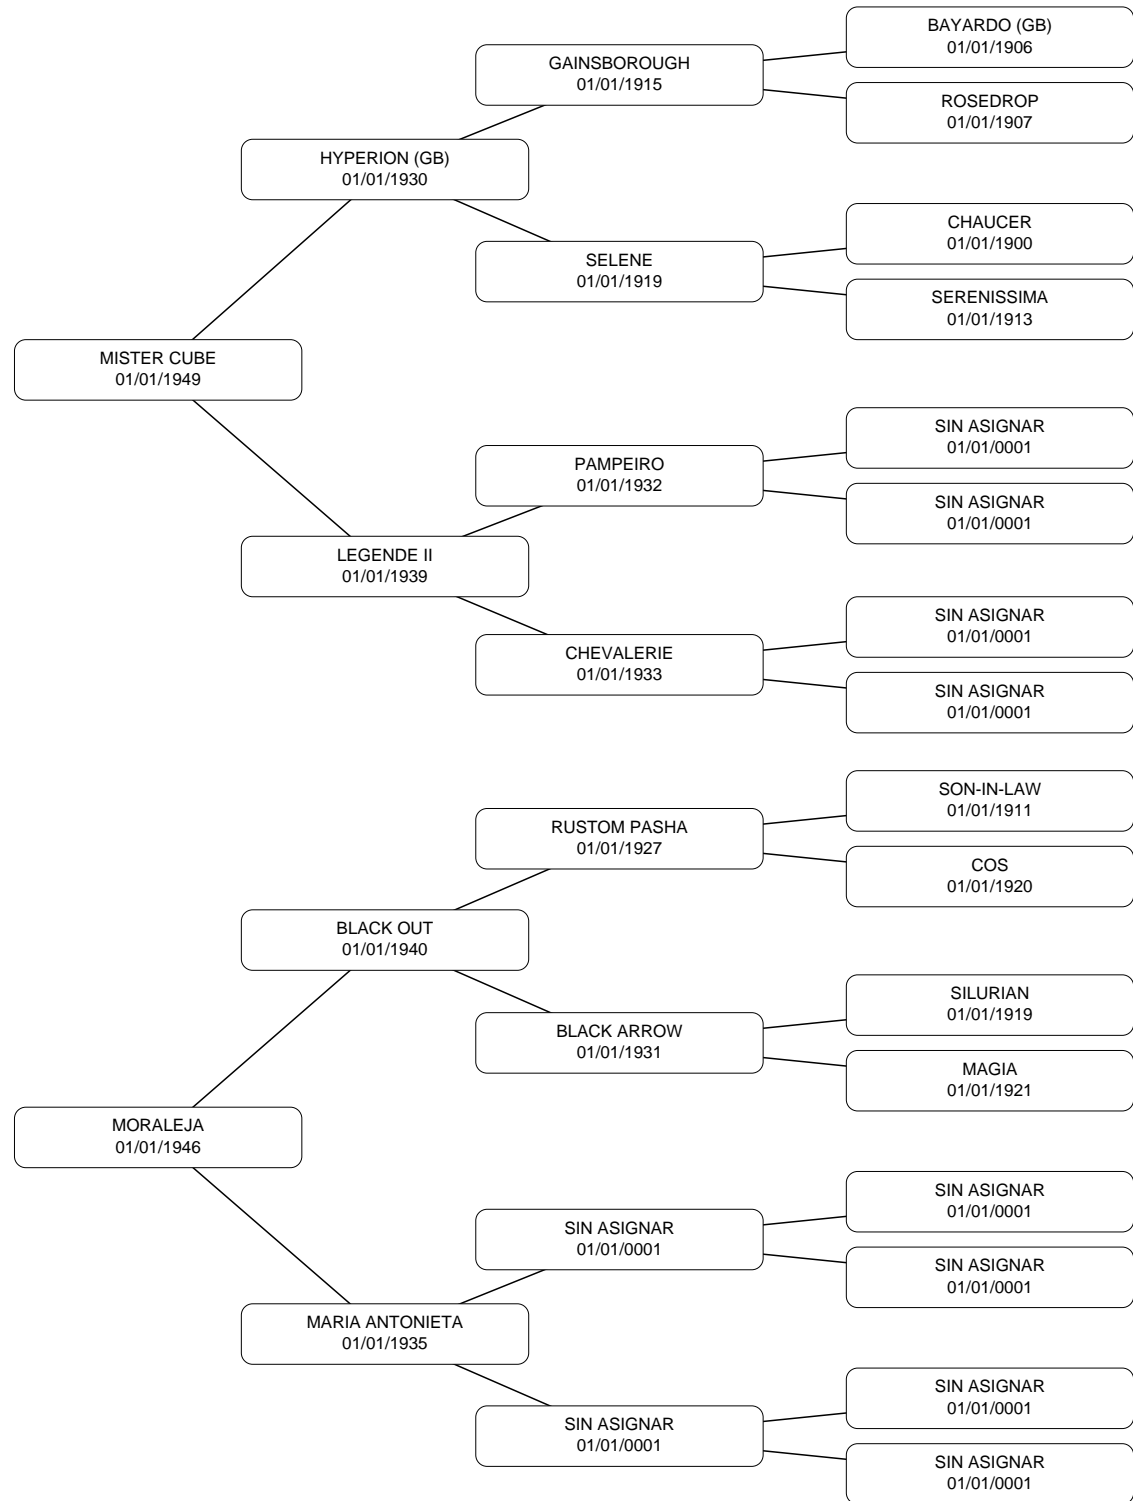 BAYARDO (GB)
01/01/1906
GAINSBOROUGH
01/01/1915
ROSEDROP
01/01/1907
HYPERION (GB)
01/01/1930
CHAUCER
01/01/1900
SELENE
01/01/1919
SERENISSIMA
01/01/1913
MISTER CUBE
01/01/1949
SIN ASIGNAR
01/01/0001
PAMPEIRO
01/01/1932
SIN ASIGNAR
01/01/0001
LEGENDE II
01/01/1939
SIN ASIGNAR
01/01/0001
CHEVALERIE
01/01/1933
SIN ASIGNAR
01/01/0001
SON-IN-LAW
01/01/1911
RUSTOM PASHA
01/01/1927
COS
01/01/1920
BLACK OUT
01/01/1940
SILURIAN
01/01/1919
BLACK ARROW
01/01/1931
MAGIA
01/01/1921
MORALEJA
01/01/1946
SIN ASIGNAR
01/01/0001
SIN ASIGNAR
01/01/0001
SIN ASIGNAR
01/01/0001
MARIA ANTONIETA
01/01/1935
SIN ASIGNAR
01/01/0001
SIN ASIGNAR
01/01/0001
SIN ASIGNAR
01/01/0001